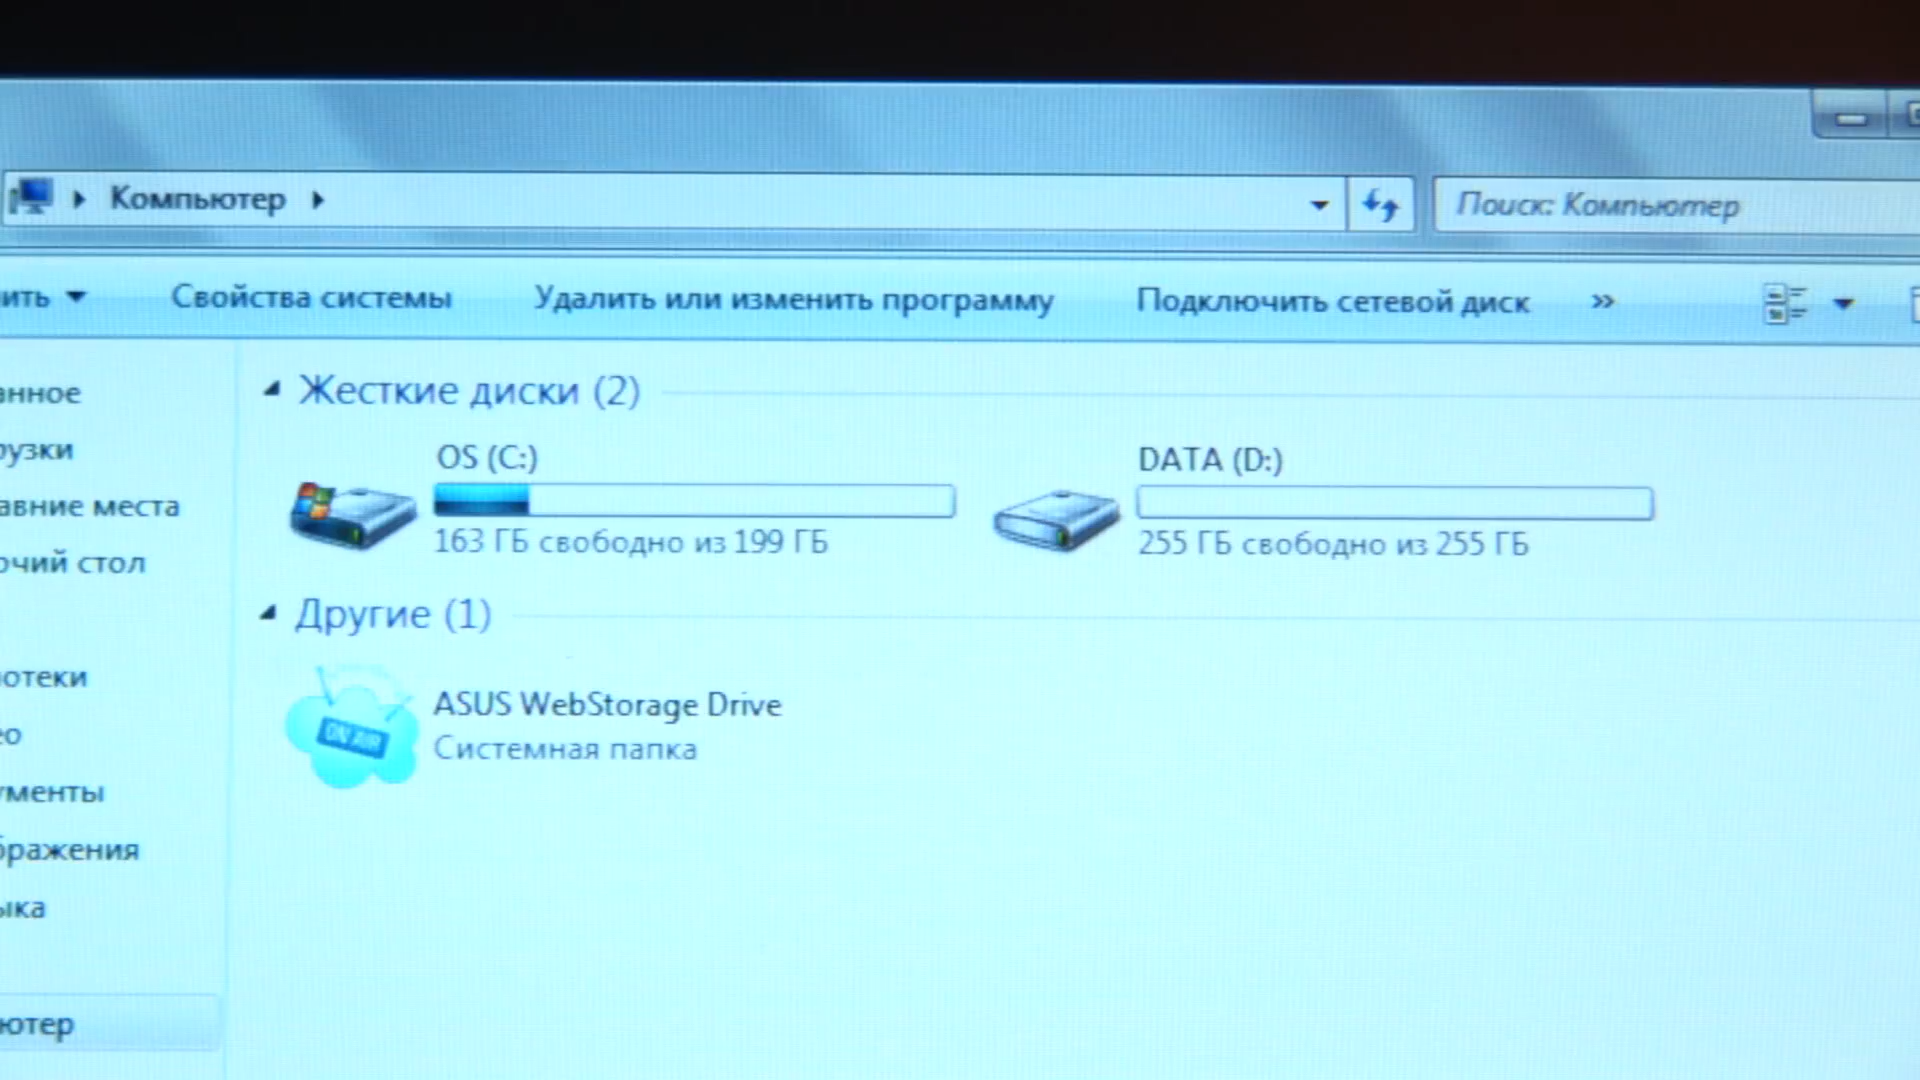 Компьютер
Поиск: Компьютер
ить
Свойства системы
Удалить или изменить программу
Подключить сетевой диск
»
анное
рузки
авние места
очий стол
отеки
ео
ументы
бражения
ыка
ютер
Жесткие диски (2)
OS (C:)
163 ГБ свободно из 199 ГБ
DATA (D:)
255 ГБ свободно из 255 ГБ
Другие (1)
ON AIR
ASUS WebStorage Drive
Системная папка